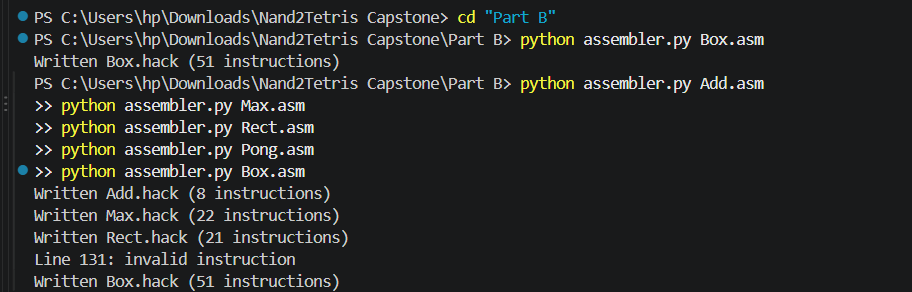 PS C:\Users\hp\Downloads\Nand2Tetris Capstone> cd "Part B"
PS C:\Users\hp\Downloads\Nand2Tetris Capstone\Part B> python assembler.py Box.asm
Written Box.hack (51 instructions)
PS C:\Users\hp\Downloads\Nand2Tetris Capstone\Part B> python assembler.py Add.asm
>> python assembler.py Max.asm
>> python assembler.py Rect.asm
>> python assembler.py Pong.asm
>> python assembler.py Box.asm
Written Add.hack (8 instructions)
Written Max.hack (22 instructions)
Written Rect.hack (21 instructions)
Line 131: invalid instruction
Written Box.hack (51 instructions)